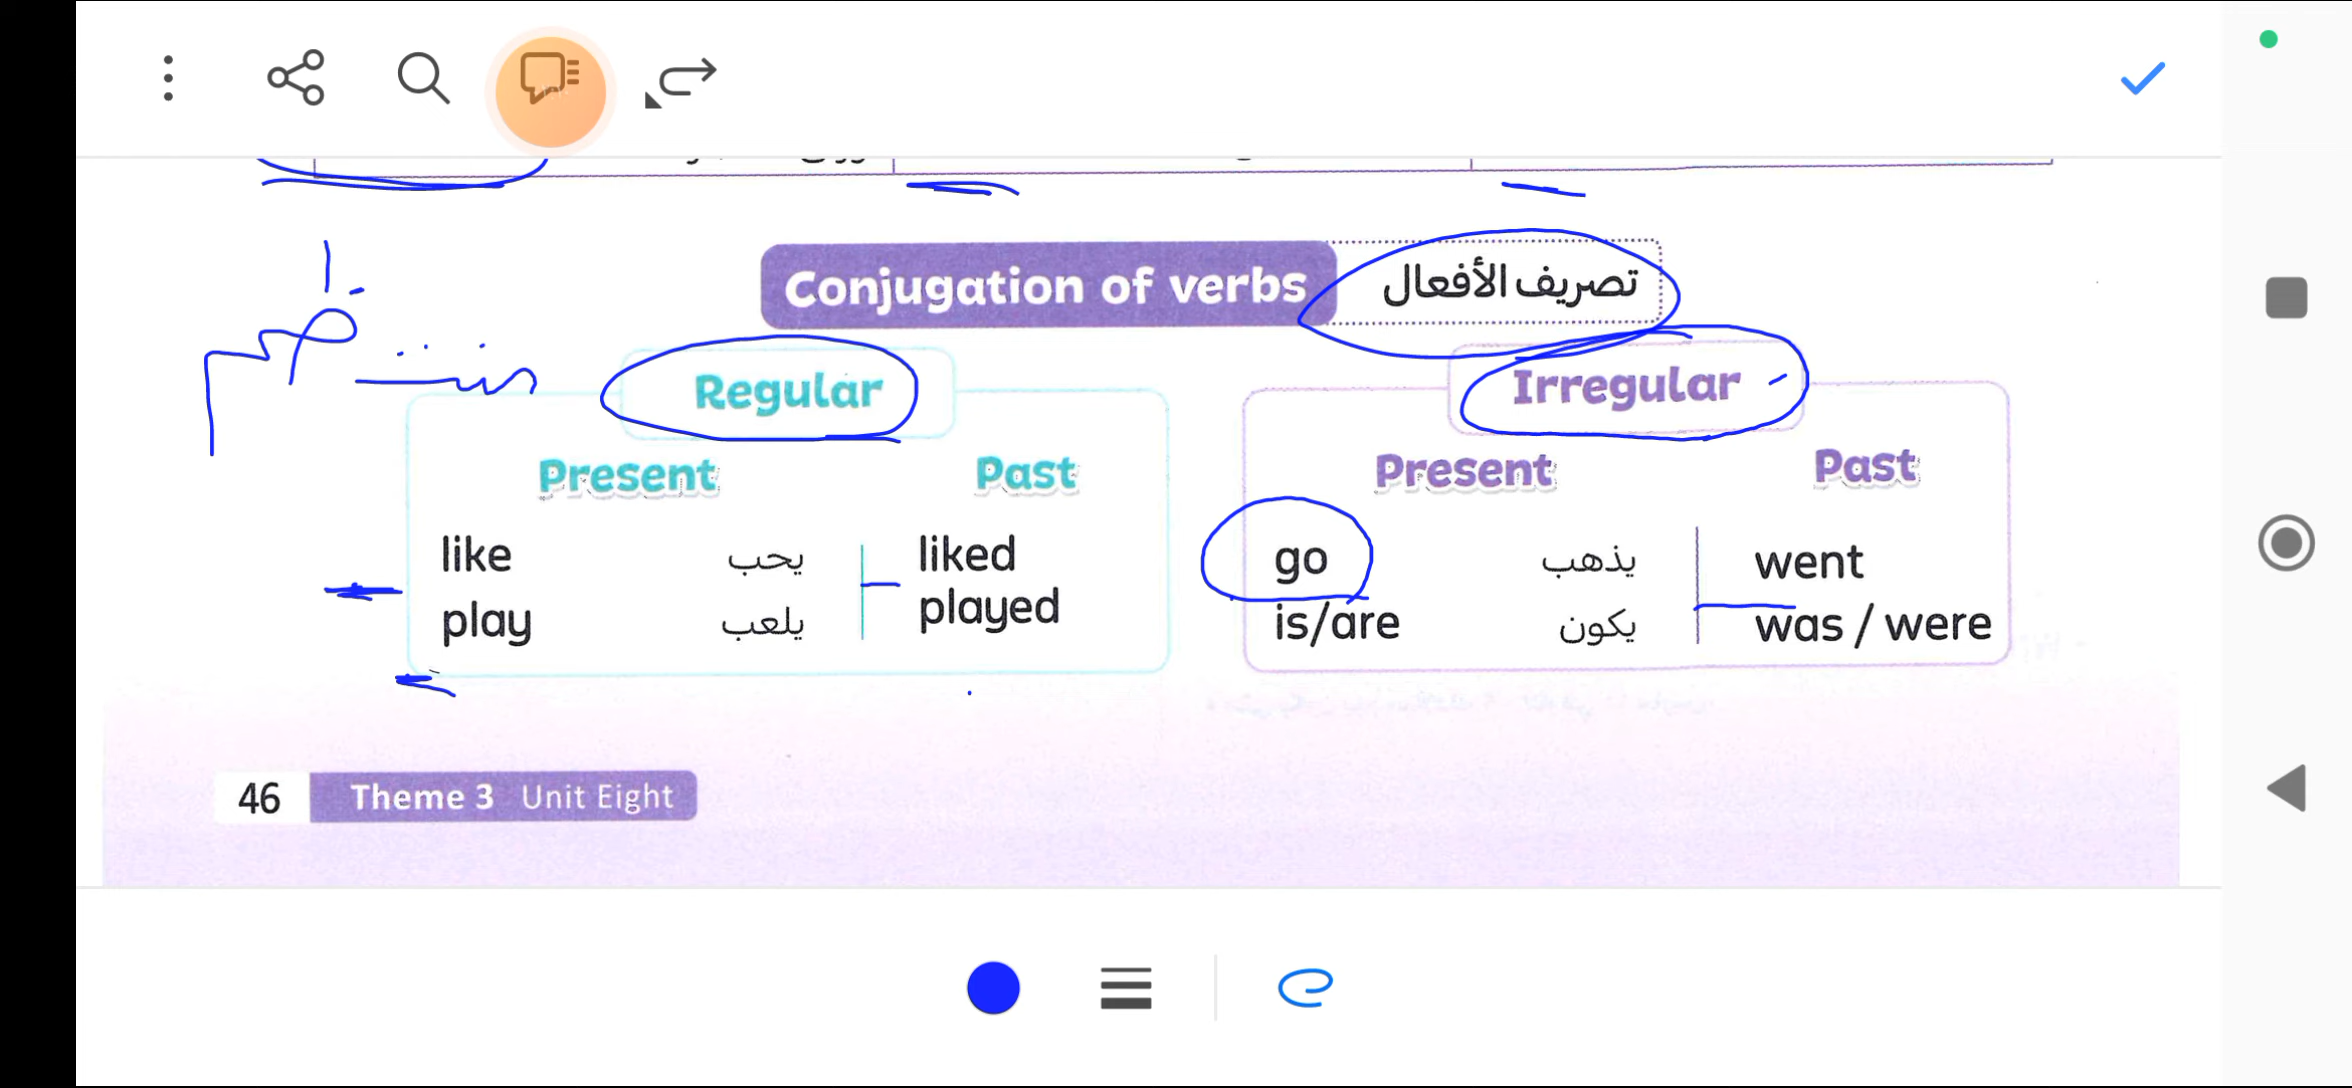 Conjugation of verbs تصريف الأفعال
Regular
Present Past
like يحب liked
play يلعب played
Irregular
Present Past
go يذهب went
is/are يكون was / were
46 Theme 3 Unit Eight